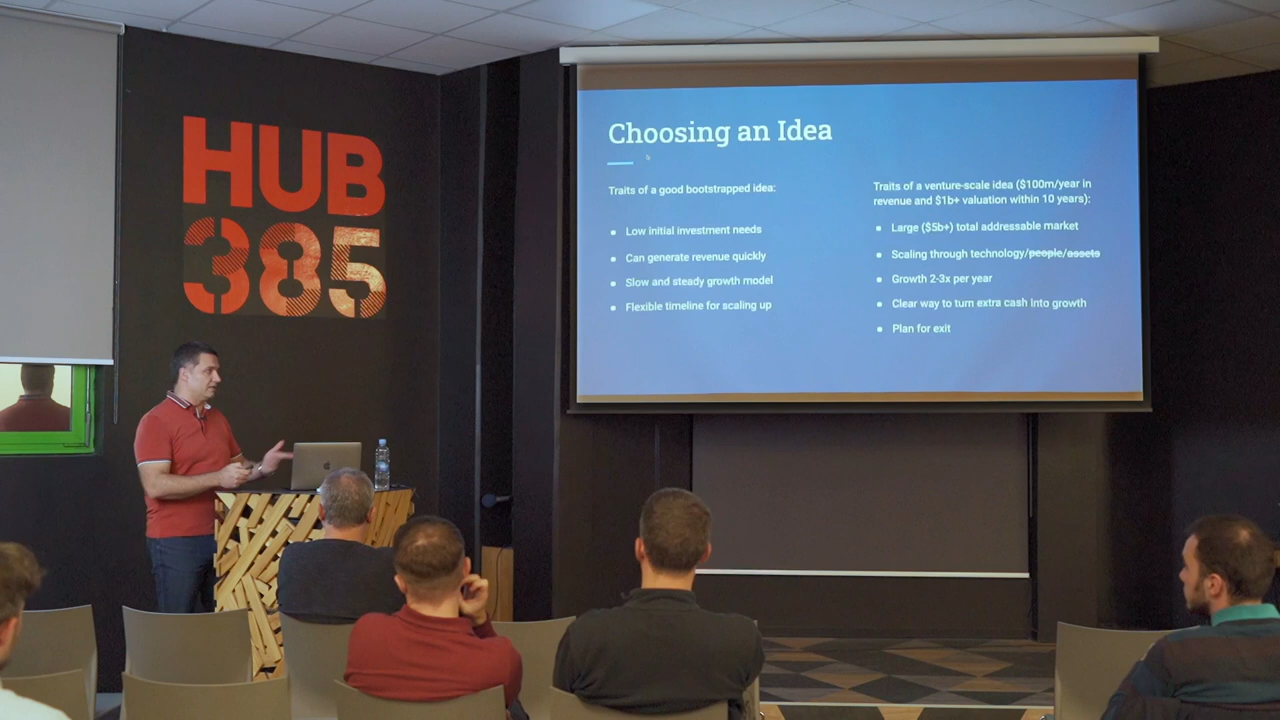 HUB
385
Choosing an Idea
Traits of a good bootstrapped idea:
Low initial investment needs
Can generate revenue quickly
Slow and steady growth model
Flexible timeline for scaling up
Traits of a venture-scale idea ($100m/year in
revenue and $1b+ valuation within 10 years):
Large ($5b+) total addressable market
Scaling through technology/people/assets
Growth 2-3x per year
Clear way to turn extra cash into growth
Plan for exit